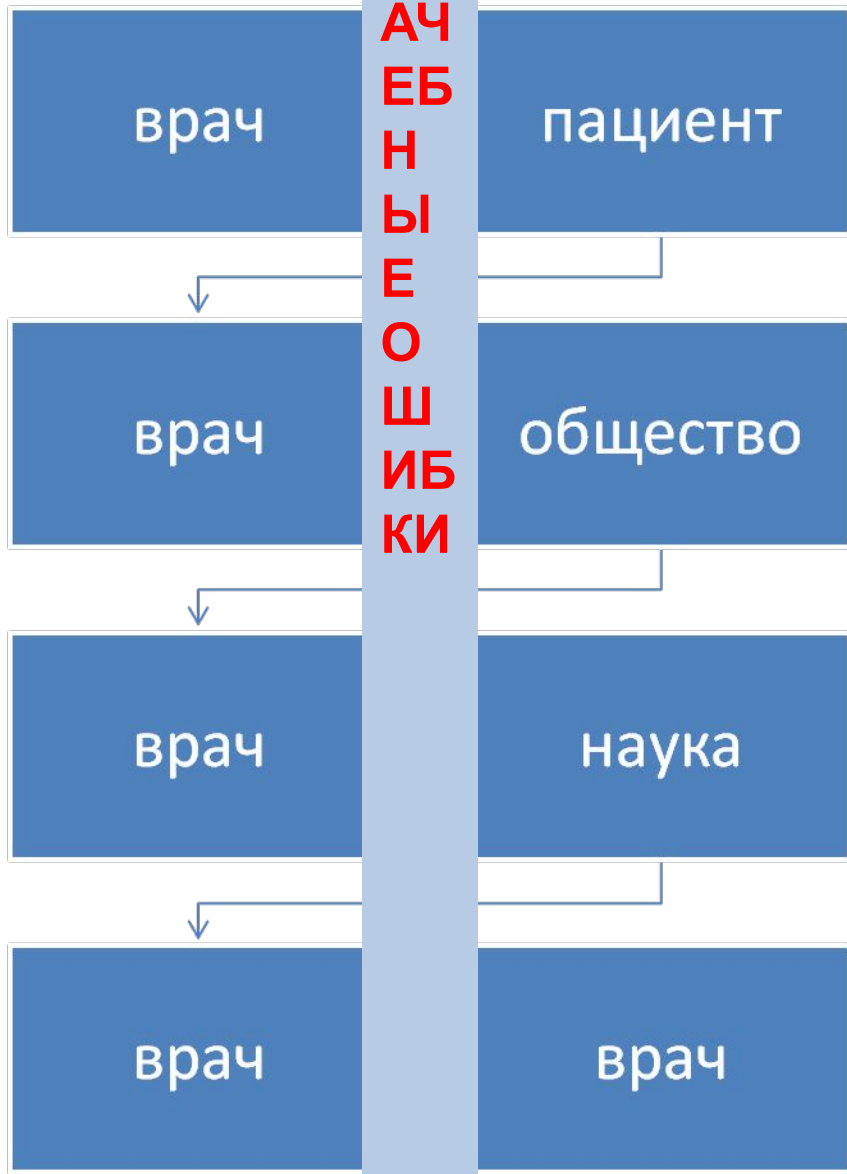 врач
пациент
АЧ
ЕБ
Н
Ы
Е
О
Ш
ИБ
КИ
врач
общество
врач
наука
врач
врач